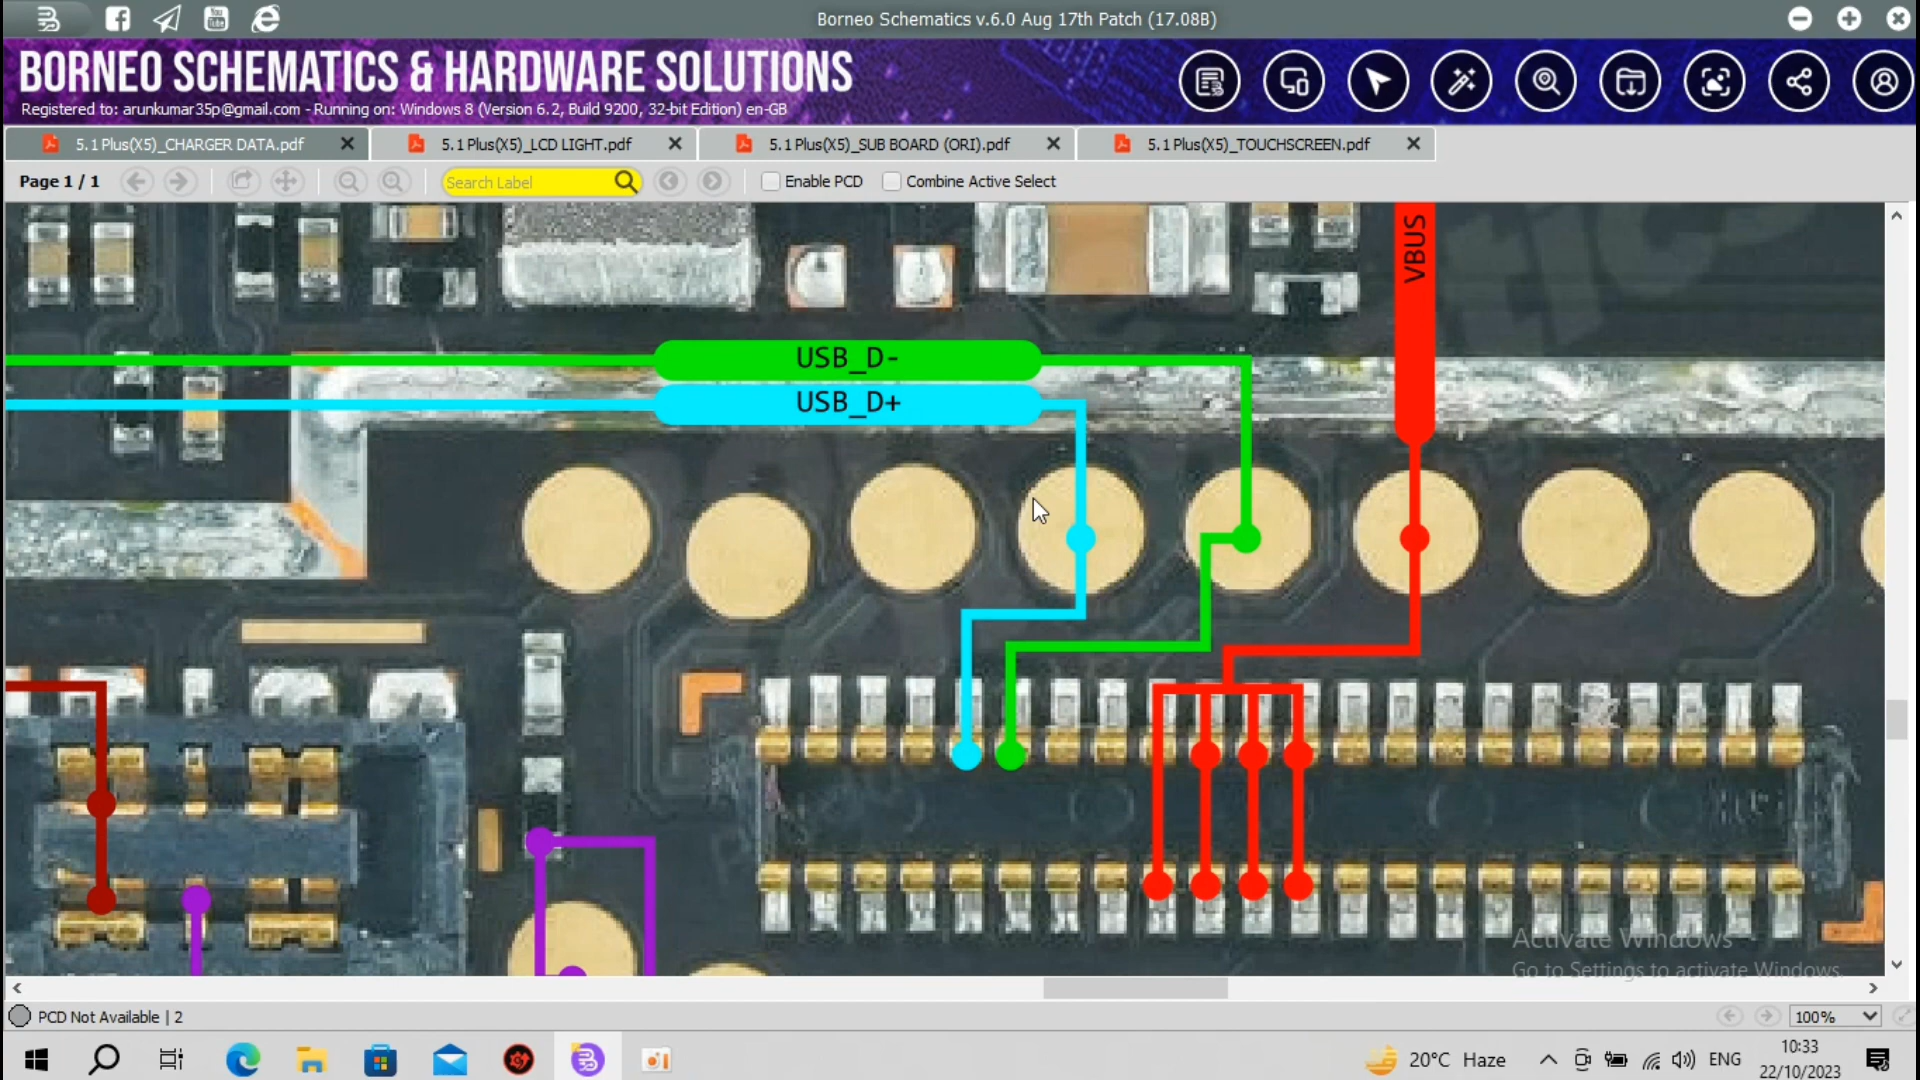 Borneo Schematics v.6.0 Aug 17th Patch (17.08B)
BORNEO SCHEMATICS & HARDWARE SOLUTIONS
Registered to: arunkumar35p@gmail.com - Running on: Windows 8 (Version 6.2, Build 9200, 32-bit Edition) en-GB
5.1 Plus(X5)_CHARGER DATA.pdf
5.1 Plus(X5)_LCD LIGHT.pdf
5.1 Plus(X5)_SUB BOARD (ORI).pdf
5.1 Plus(X5)_TOUCHSCREEN.pdf
Page 1 / 1
Search Label
Enable PCD
Combine Active Select
VBUS
USB_D-
USB_D+
Activate Windows
Go to Settings to activate Windows.
PCD Not Available | 2
100%
20°C Haze
ENG
10:33
22/10/2023